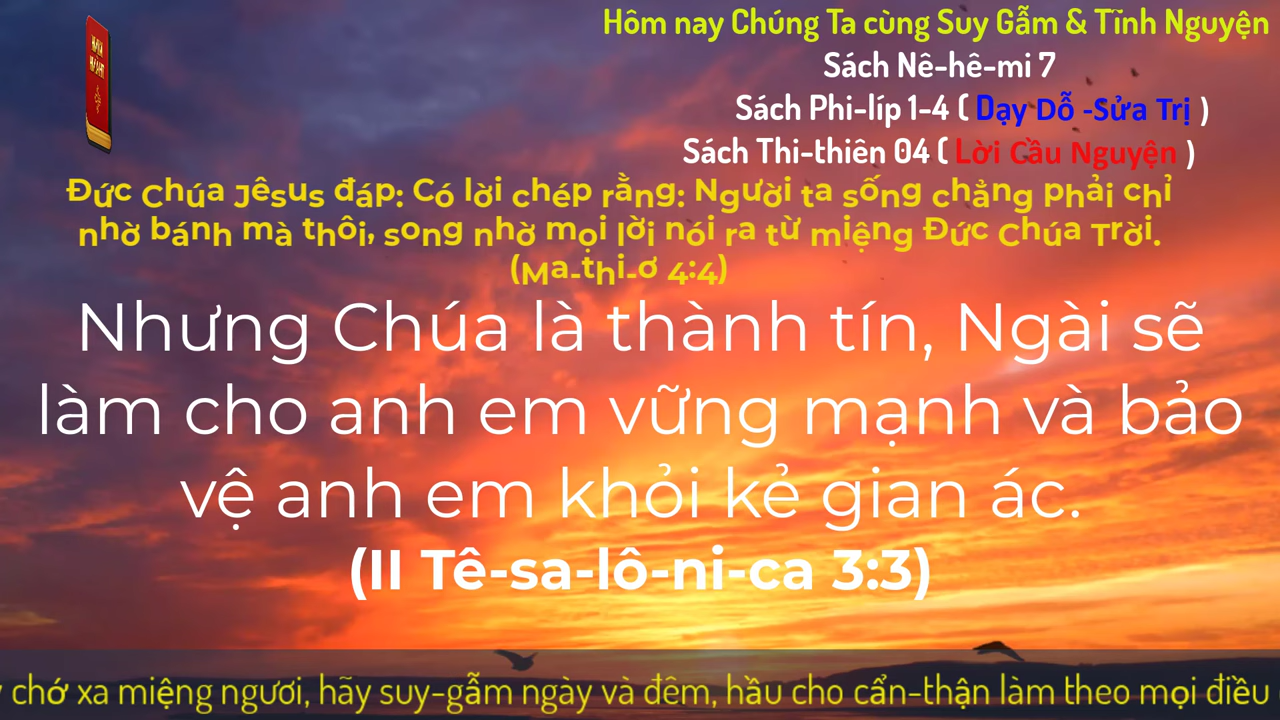 Hôm nay Chúng Ta cùng Suy Gẫm & Tĩnh Nguyện
Sách Nê-hê-mi 7
Sách Phi-líp 1-4 ( Dạy Dỗ -Sửa Trị )
Sách Thi-thiên 04 ( Lời Cầu Nguyện )
Đức Chúa Jêsus đáp: Có lời chép rằng: Người ta sống chẳng phải chỉ
nhờ bánh mà thôi, song nhờ mọi lời nói ra từ miệng Đức Chúa Trời.
(Ma-thi-ơ 4:4)
Nhưng Chúa là thành tín, Ngài sẽ
làm cho anh em vững mạnh và bảo
vệ anh em khỏi kẻ gian ác.
(II Tê-sa-lô-ni-ca 3:3)
chớ xa miệng ngươi, hãy suy-gẫm ngày và đêm, hầu cho cẩn-thận làm theo mọi điều